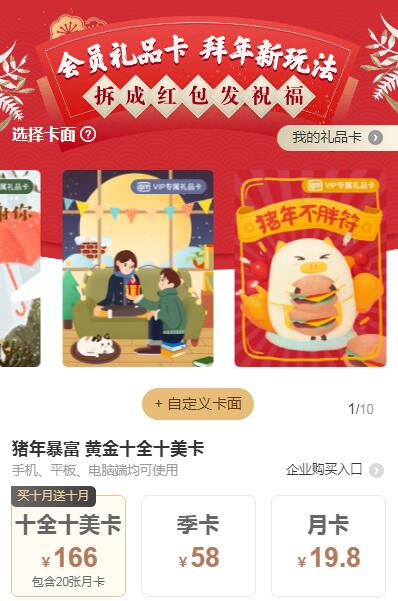 会员礼品卡 拜年新玩法
拆成红包发祝福
选择卡面 ?
我的礼品卡
专属礼品卡
谢你
VIP专属礼品卡
VIP专属礼品卡
猪年不胖符
+ 自定义卡面
1/10
猪年暴富 黄金十全十美卡
手机、平板、电脑端均可使用
企业购买入口
买十月送十月
十全十美卡
¥166
包含20张月卡
季卡
¥58
月卡
¥19.8